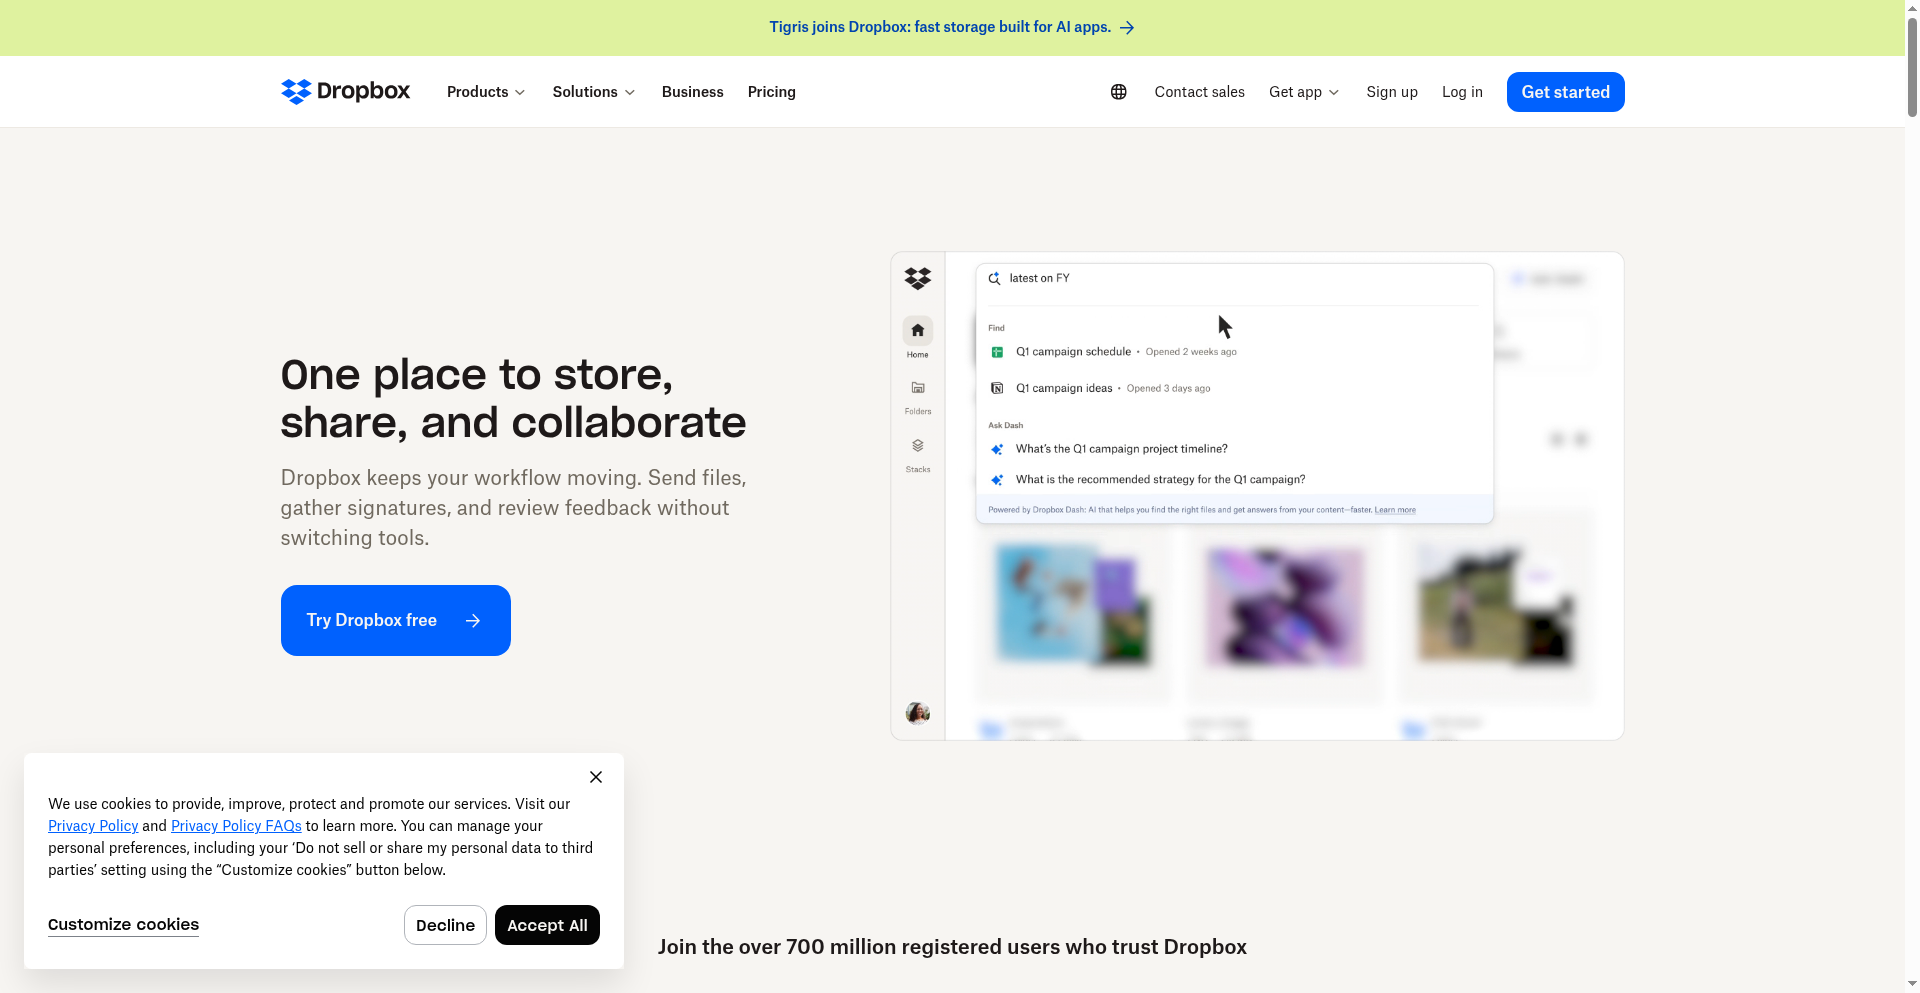 Tigris joins Dropbox: fast storage built for AI apps.
Dropbox
Products
Solutions
Business
Pricing
Contact sales
Get app
Sign up
Log in
Get started
One place to store,
share, and collaborate
Dropbox keeps your workflow moving. Send files,
gather signatures, and review feedback without
switching tools.
Try Dropbox free
latest on FY
Find
Q1 campaign schedule • Opened 2 weeks ago
Q1 campaign ideas • Opened 3 days ago
Ask Dash
What's the Q1 campaign project timeline?
What is the recommended strategy for the Q1 campaign?
Powered by Dropbox Dash: AI that helps you find the right files and get answers from your content—faster. Learn more
Home
Folders
Stacks
We use cookies to provide, improve, protect and promote our services. Visit our
Privacy Policy and Privacy Policy FAQs to learn more. You can manage your
personal preferences, including your ‘Do not sell or share my personal data to third
parties’ setting using the “Customize cookies” button below.
Customize cookies
Decline
Accept All
Join the over 700 million registered users who trust Dropbox